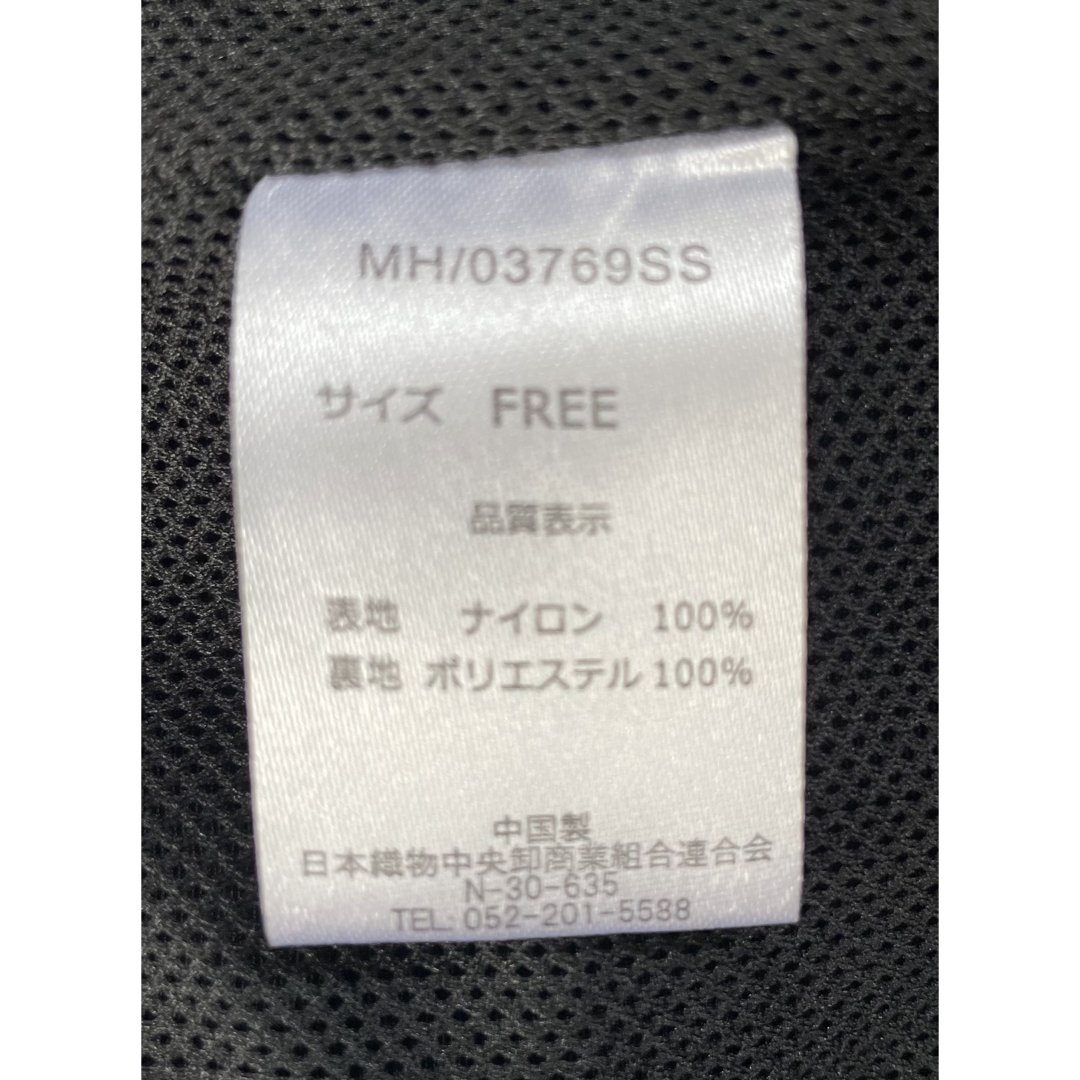 MH/03769SS
サイズ FREE
品質表示
表地 ナイロン 100%
裏地 ポリエステル 100%
中国製
日本織物中央卸商業組合連合会
N-30-635
TEL:052-201-5588